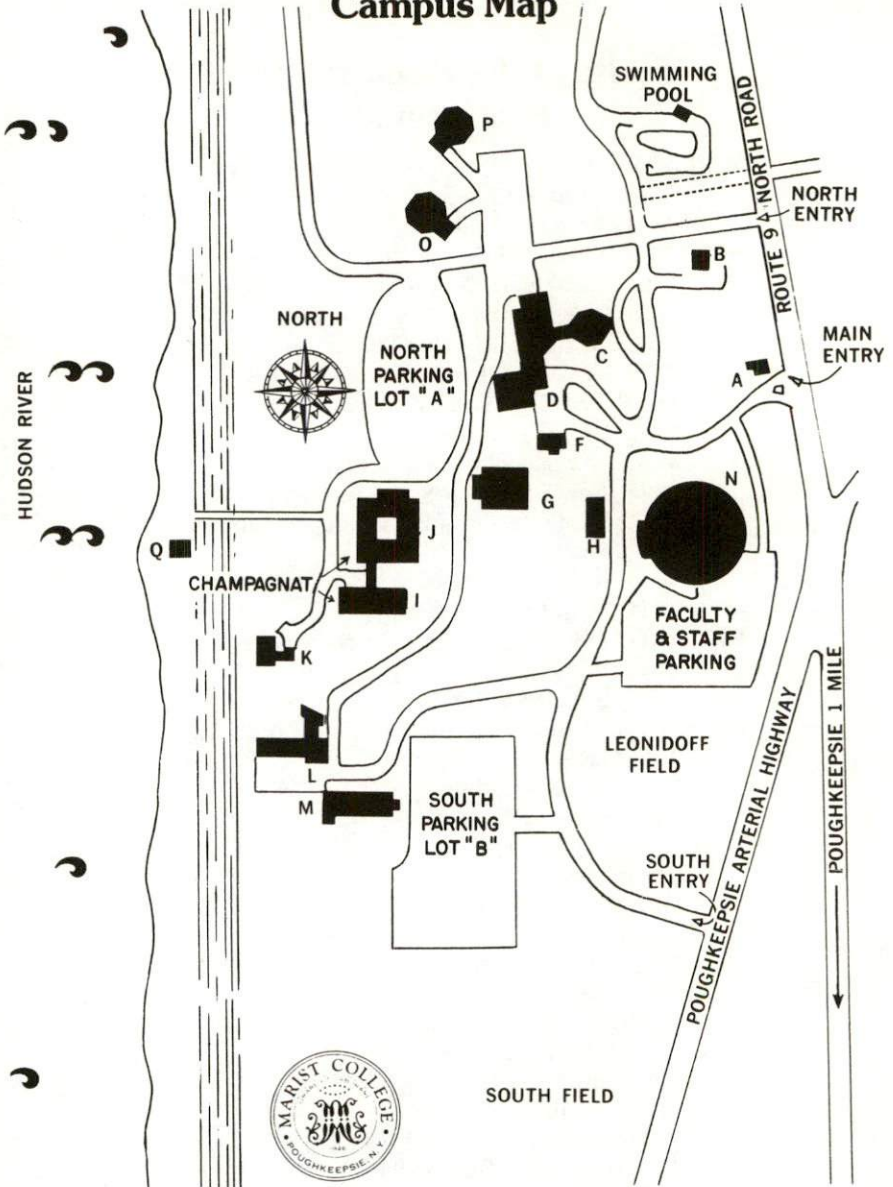 Campus Map
SWIMMING
POOL
P
ROUTE 9 NORTH ROAD
NORTH
ENTRY
O
B
NORTH
NORTH
PARKING
LOT "A"
C
MAIN
ENTRY
A
D
F
HUDSON RIVER
N
G
J
H
Q
CHAMPAGNAT
I
FACULTY
& STAFF
PARKING
K
POUGHKEEPSIE 1 MILE
LEONIDOFF
FIELD
L
M
SOUTH
PARKING
LOT "B"
POUGHKEEPSIE ARTERIAL HIGHWAY
SOUTH
ENTRY
MARIST COLLEGE
POUGHKEEPSIE, N.Y.
SOUTH FIELD